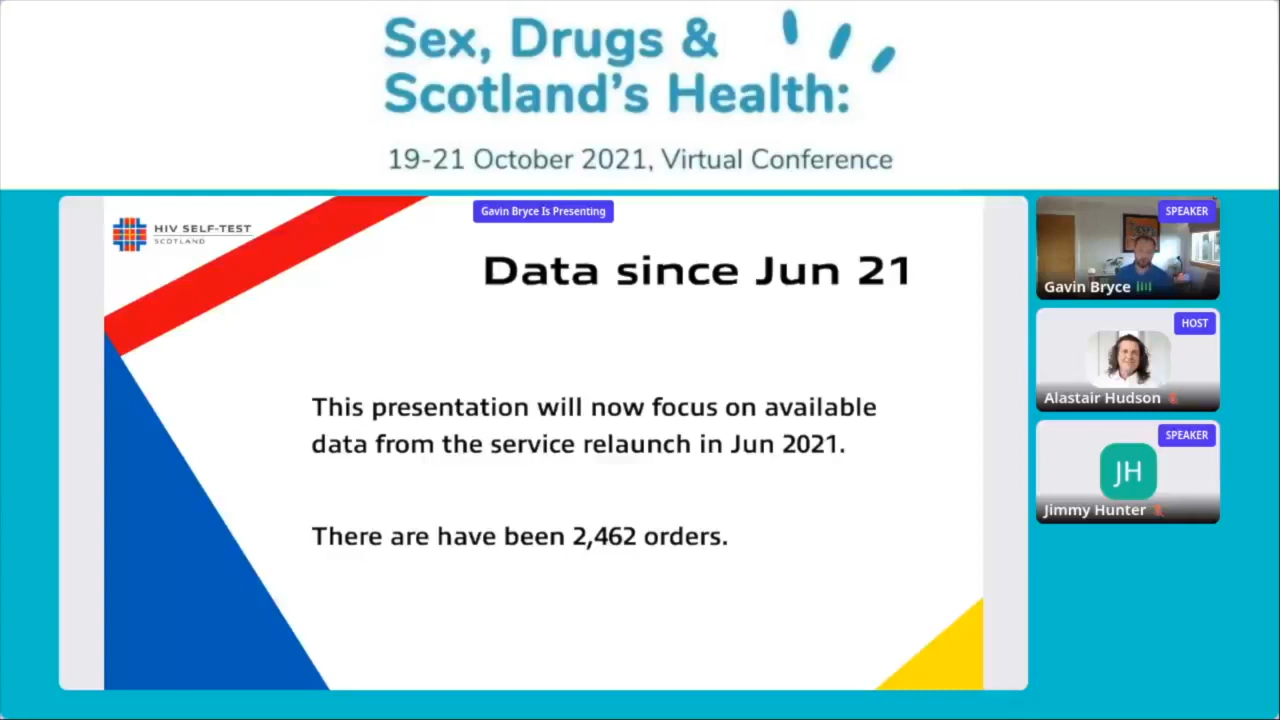 Sex, Drugs &
Scotland's Health:
19-21 October 2021, Virtual Conference
HIV SELF-TEST
SCOTLAND
Gavin Bryce Is Presenting
Data since Jun 21
This presentation will now focus on available
data from the service relaunch in Jun 2021.
There are have been 2,462 orders.
SPEAKER
Gavin Bryce
HOST
Alastair Hudson
SPEAKER
JH
Jimmy Hunter